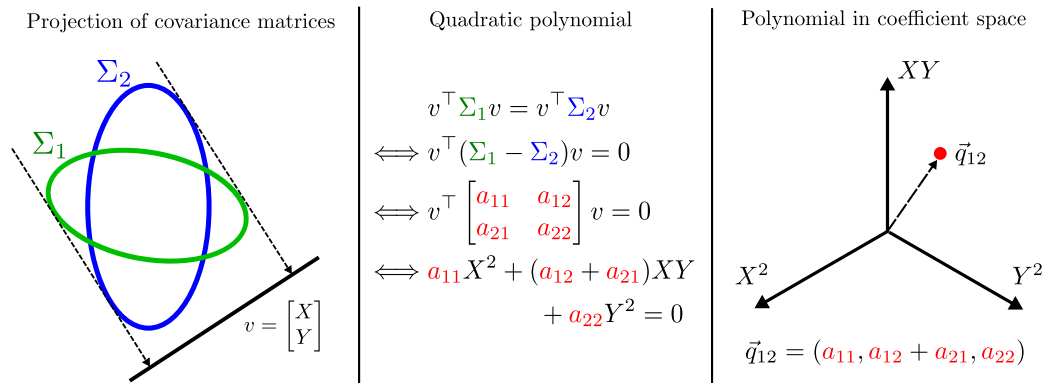 Projection of covariance matrices
Σ₂
Σ₁
v = [X
Y]
Quadratic polynomial
v^⊤Σ₁v = v^⊤Σ₂v
⟺ v^⊤(Σ₁ − Σ₂)v = 0
⟺ v^⊤ [a₁₁ a₁₂
a₂₁ a₂₂] v = 0
⟺ a₁₁X² + (a₁₂ + a₂₁)XY
+ a₂₂Y² = 0
Polynomial in coefficient space
XY
q⃗₁₂
X²
Y²
q⃗₁₂ = (a₁₁, a₁₂ + a₂₁, a₂₂)